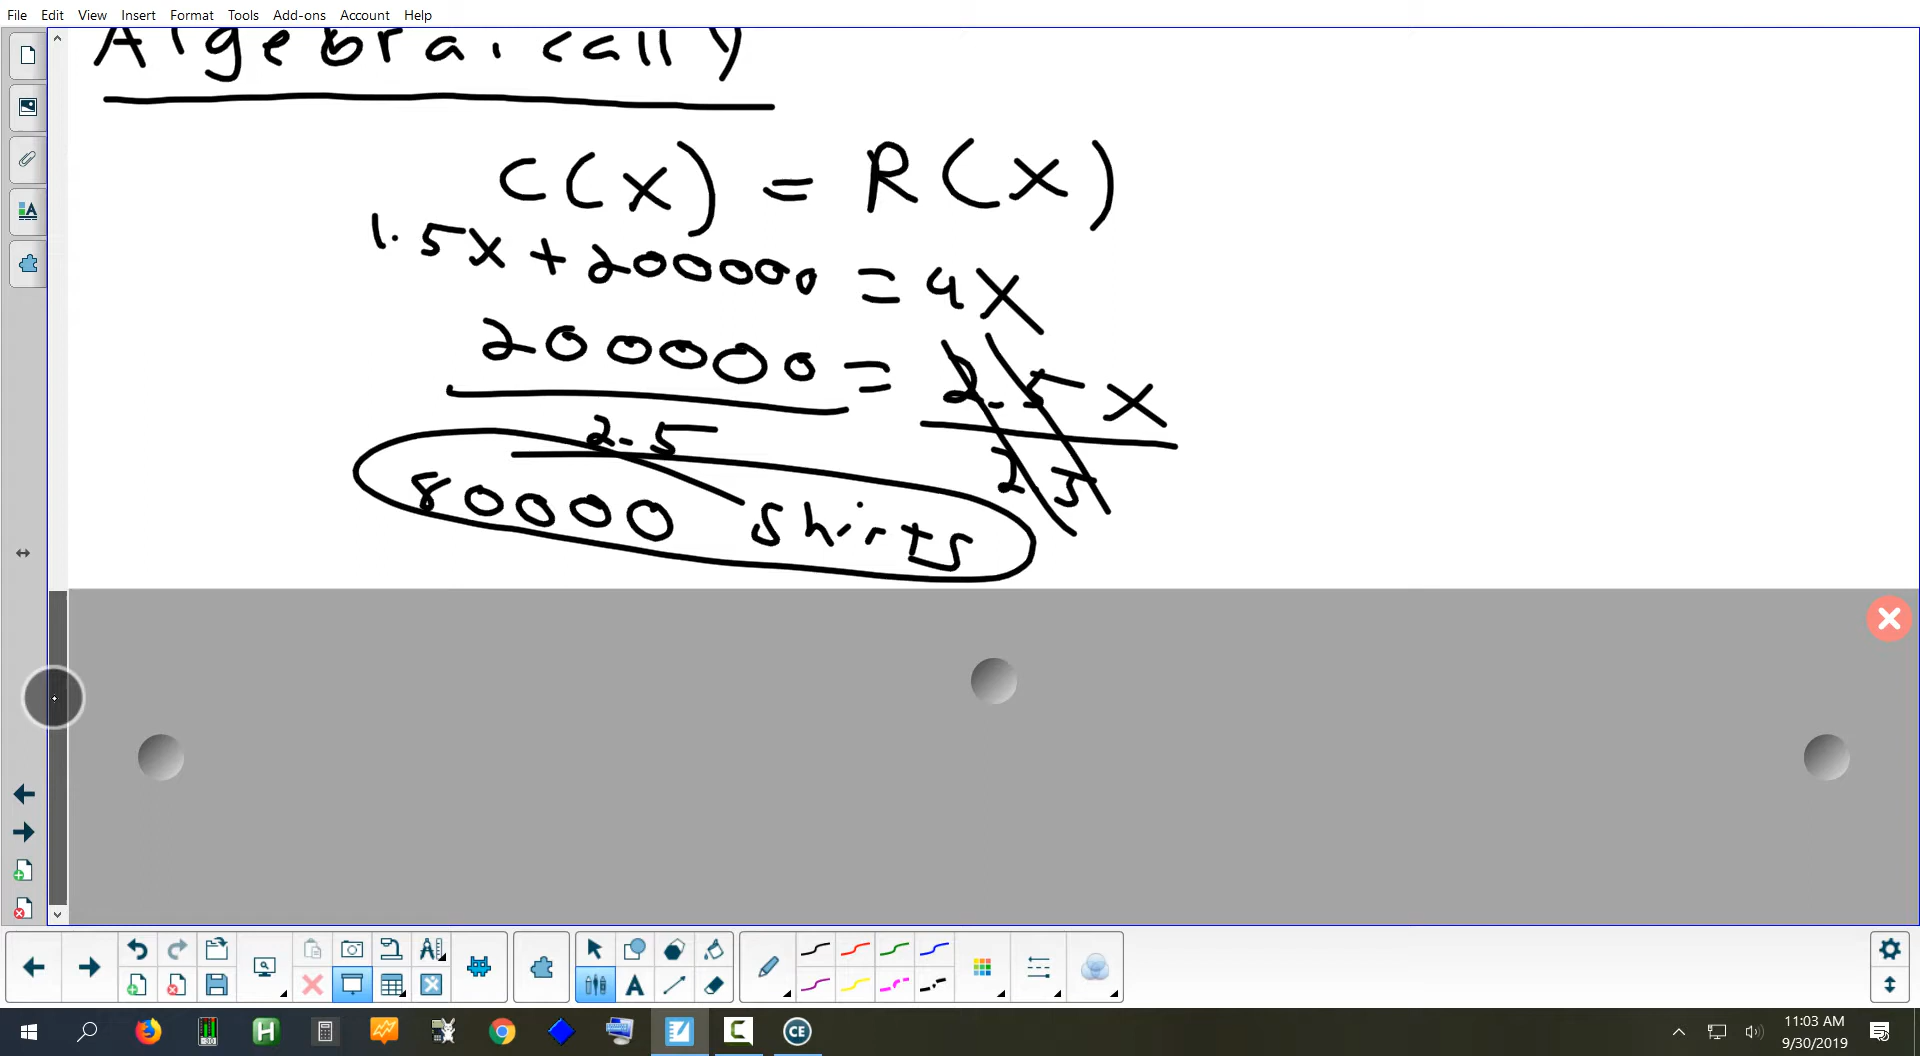 File Edit View Insert Format Tools Add-ons Account Help
Algebraically
C(X) = R(X)
1.5X + 200000 = 4X
200000 = 2.5X
2.5 2.5
80000 shirts
A
A
H
CE
11:03 AM
9/30/2019